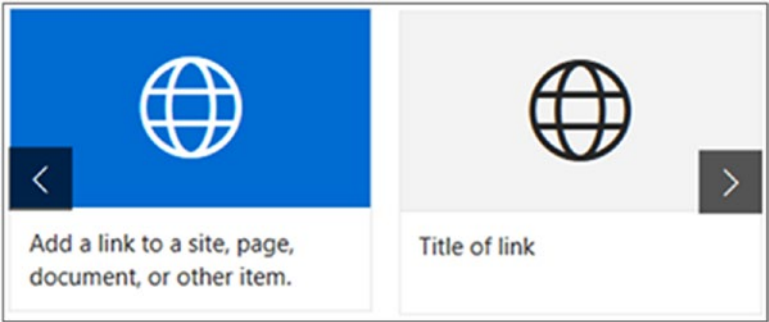 Add a link to a site, page,
document, or other item.
Title of link